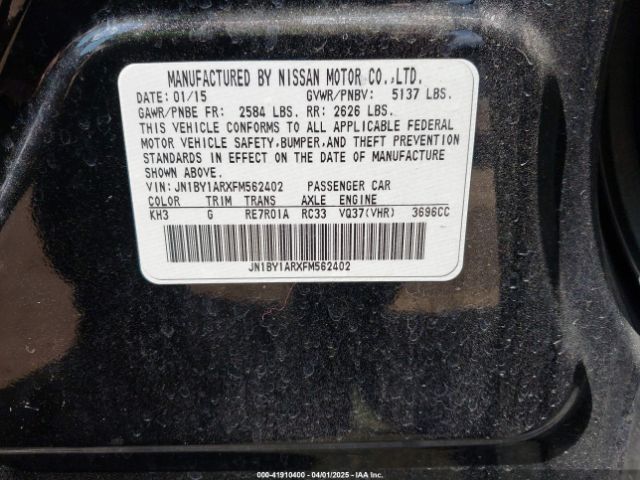 MANUFACTURED BY NISSAN MOTOR CO.,LTD.
DATE: 01/15 GVWR/PNBV: 5137 LBS.
GAWR/PNBE FR: 2584 LBS. RR: 2626 LBS.
THIS VEHICLE CONFORMS TO ALL APPLICABLE FEDERAL
MOTOR VEHICLE SAFETY,BUMPER,AND THEFT PREVENTION
STANDARDS IN EFFECT ON THE DATE OF MANUFACTURE
SHOWN ABOVE.
VIN: JN1BY1ARXFM562402 PASSENGER CAR
COLOR TRIM TRANS AXLE ENGINE
KH3 G RE7R01A RC33 VQ37(VHR) 3696CC
JN1BY1ARXFM562402
000-41910400 04/01/2025 IAA Inc.